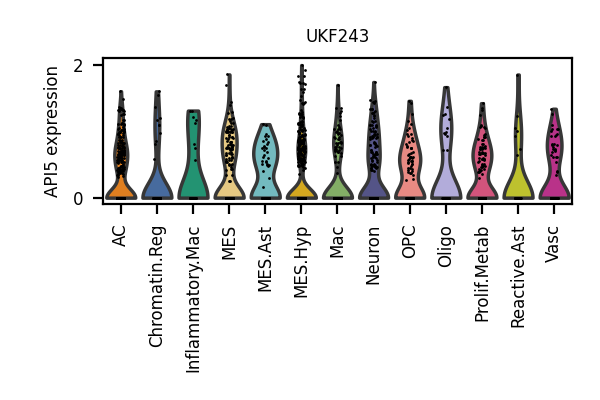 UKF243
2
0
API5 expression
AC
Chromatin.Reg
Inflammatory.Mac
MES
MES.Ast
MES.Hyp
Mac
Neuron
OPC
Oligo
Prolif.Metab
Reactive.Ast
Vasc